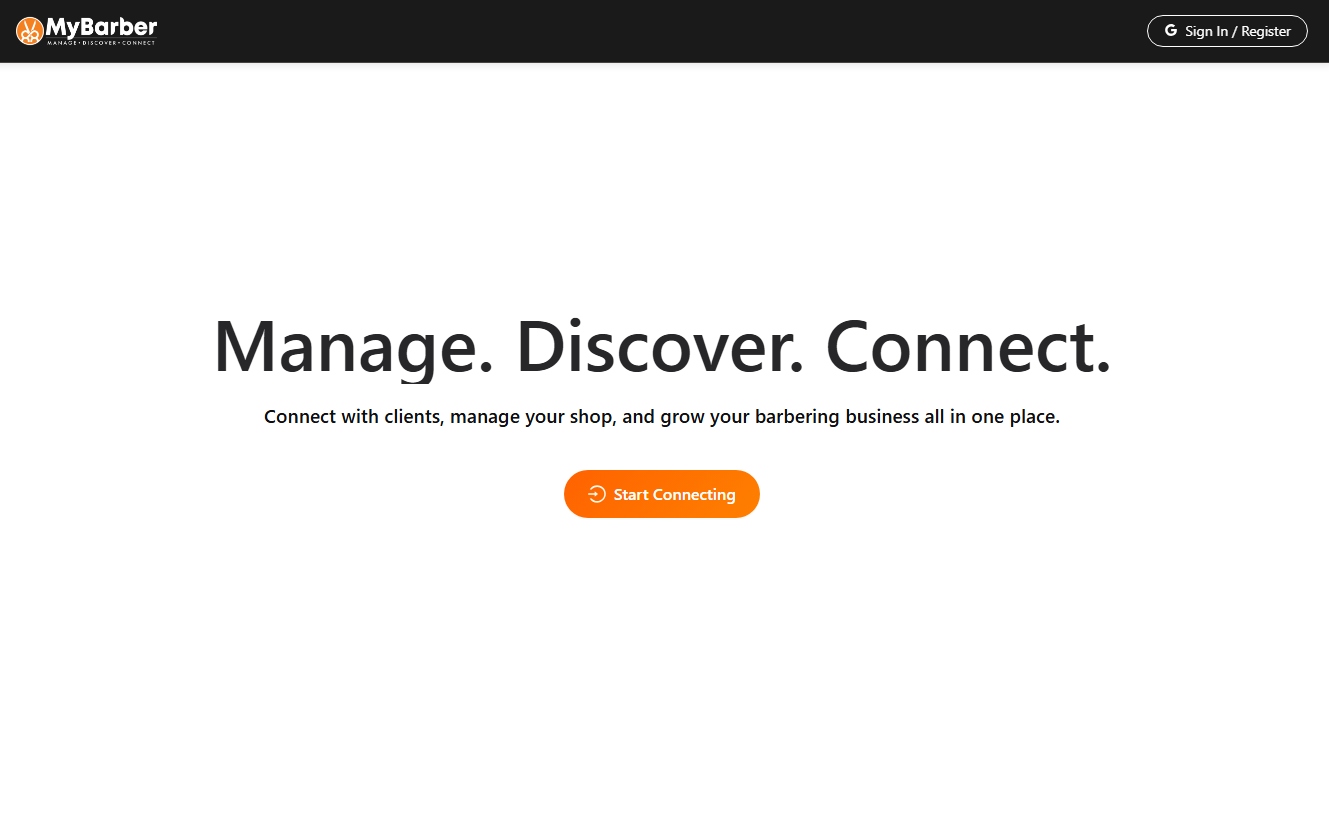 MyBarber
MANAGE • DISCOVER • CONNECT
G Sign In / Register
Manage. Discover. Connect.
Connect with clients, manage your shop, and grow your barbering business all in one place.
Start Connecting